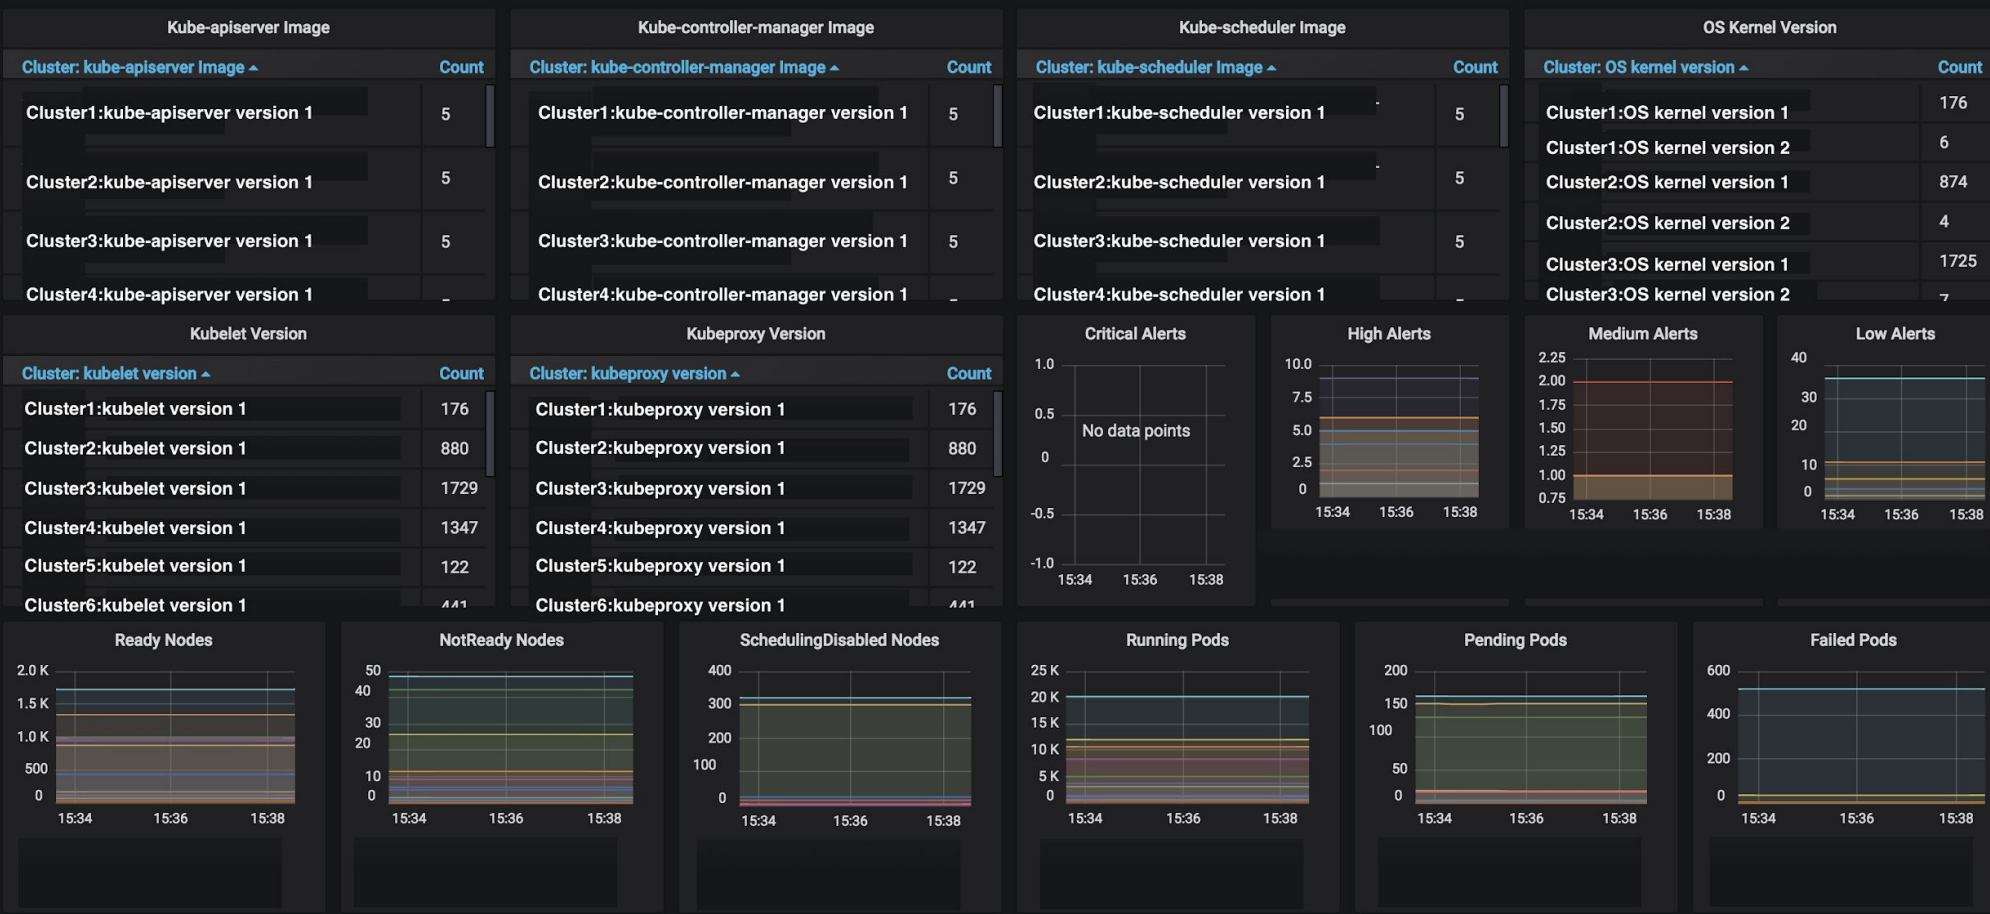 Kube-apiserver Image
Cluster: kube-apiserver Image Count
Cluster1:kube-apiserver version 1 5
Cluster2:kube-apiserver version 1 5
Cluster3:kube-apiserver version 1 5
Cluster4:kube-apiserver version 1
Kube-controller-manager Image
Cluster: kube-controller-manager Image Count
Cluster1:kube-controller-manager version 1 5
Cluster2:kube-controller-manager version 1 5
Cluster3:kube-controller-manager version 1 5
Cluster4:kube-controller-manager version 1
Kube-scheduler Image
Cluster: kube-scheduler Image Count
Cluster1:kube-scheduler version 1 5
Cluster2:kube-scheduler version 1 5
Cluster3:kube-scheduler version 1 5
Cluster4:kube-scheduler version 1
OS Kernel Version
Cluster: OS kernel version Count
Cluster1:OS kernel version 1 176
Cluster1:OS kernel version 2 6
Cluster2:OS kernel version 1 874
Cluster2:OS kernel version 2 4
Cluster3:OS kernel version 1 1725
Cluster3:OS kernel version 2 7
Kubelet Version
Cluster: kubelet version Count
Cluster1:kubelet version 1 176
Cluster2:kubelet version 1 880
Cluster3:kubelet version 1 1729
Cluster4:kubelet version 1 1347
Cluster5:kubelet version 1 122
Cluster6:kubelet version 1 441
Kubeproxy Version
Cluster: kubeproxy version Count
Cluster1:kubeproxy version 1 176
Cluster2:kubeproxy version 1 880
Cluster3:kubeproxy version 1 1729
Cluster4:kubeproxy version 1 1347
Cluster5:kubeproxy version 1 122
Cluster6:kubeproxy version 1 441
Critical Alerts
1.0
0.5
No data points
0
-0.5
-1.0
15:34 15:36 15:38
High Alerts
10.0
7.5
5.0
2.5
0
15:34 15:36 15:38
Medium Alerts
2.25
2.00
1.75
1.50
1.25
1.00
0.75
15:34 15:36 15:38
Low Alerts
40
30
20
10
0
15:34 15:36 15:38
Ready Nodes
2.0 K
1.5 K
1.0 K
500
0
15:34 15:36 15:38
NotReady Nodes
50
40
30
20
10
0
15:34 15:36 15:38
SchedulingDisabled Nodes
400
300
200
100
0
15:34 15:36 15:38
Running Pods
25 K
20 K
15 K
10 K
5 K
0
15:34 15:36 15:38
Pending Pods
200
150
100
50
0
15:34 15:36 15:38
Failed Pods
600
400
200
0
15:34 15:36 15:38